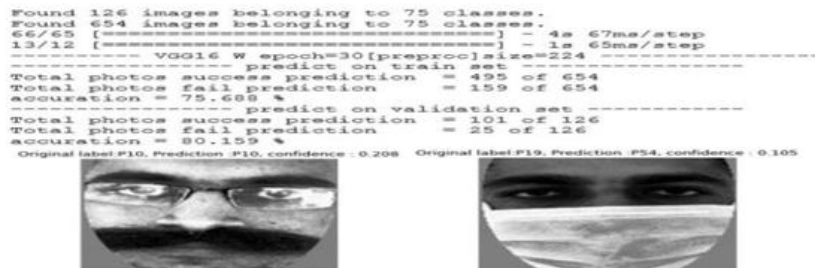 Found 126 images belonging to 75 classes.
Found 654 images belonging to 75 classes.
66/65 [==============================] - 4s 67ms/step
13/12 [==============================] - 1s 65ms/step
---------- VGG16 W epoch=30[preproc]size=224 --------------------
-------------------- predict on train set --------------------
Total photos success prediction = 495 of 654
Total photos fail prediction = 159 of 654
accuration = 75.688 %
-------------------- predict on validation set --------------------
Total photos success prediction = 101 of 126
Total photos fail prediction = 25 of 126
accuration = 80.159 %
Original label:P10, Prediction :P10, confidence : 0.208
Original label:P19, Prediction :P54, confidence : 0.105